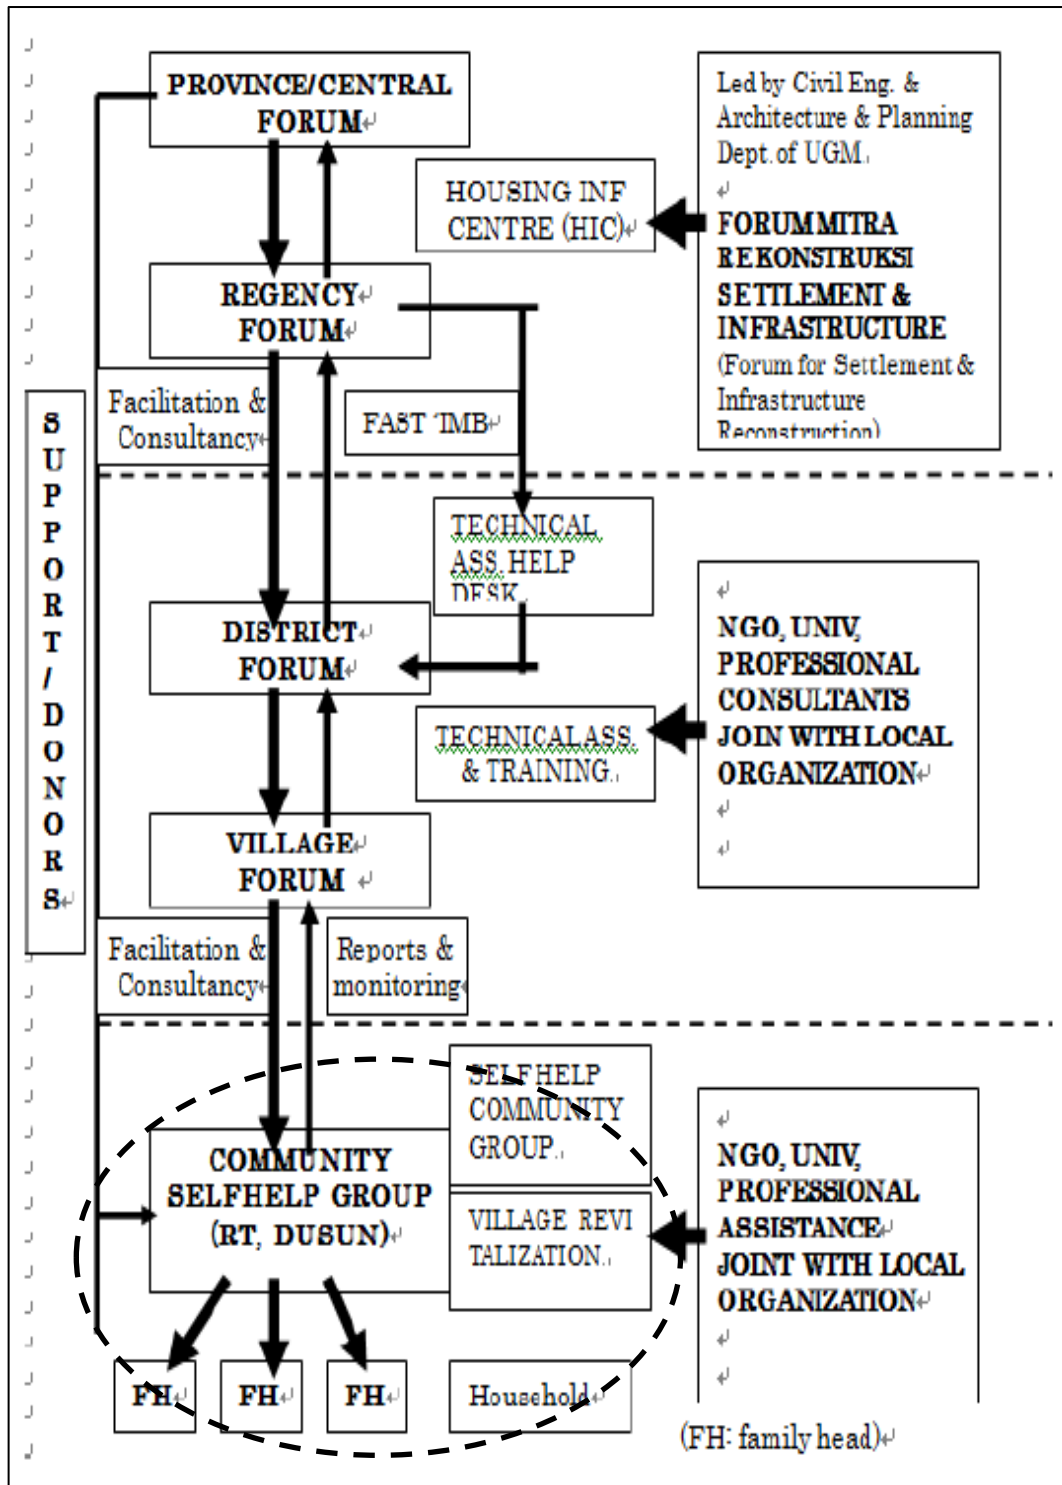 PROVINCE/CENTRAL
FORUM
Led by Civil Eng. &
Architecture & Planning
Dept. of UGM.
FORUM MITRA
REKONSTRUKSI
SETTLEMENT &
INFRASTRUCTURE
(Forum for Settlement &
Infrastructure
Reconstruction)
HOUSING INF
CENTRE (HIC)
REGENCY
FORUM
Facilitation &
Consultancy
FAST IMB
SUPPORT/DONORS
TECHNICAL
ASS. HELP
DESK
DISTRICT
FORUM
NGO, UNIV,
PROFESSIONAL
CONSULTANTS
JOIN WITH LOCAL
ORGANIZATION
TECHNICAL ASS.
& TRAINING.
VILLAGE
FORUM
Facilitation &
Consultancy
Reports &
monitoring
SELFHELP
COMMUNITY
GROUP.
COMMUNITY
SELFHELP GROUP
(RT, DUSUN)
VILLAGE REVI
TALIZATION.
NGO, UNIV,
PROFESSIONAL
ASSISTANCE
JOINT WITH LOCAL
ORGANIZATION
FH
FH
FH
Household
(FH: family head)